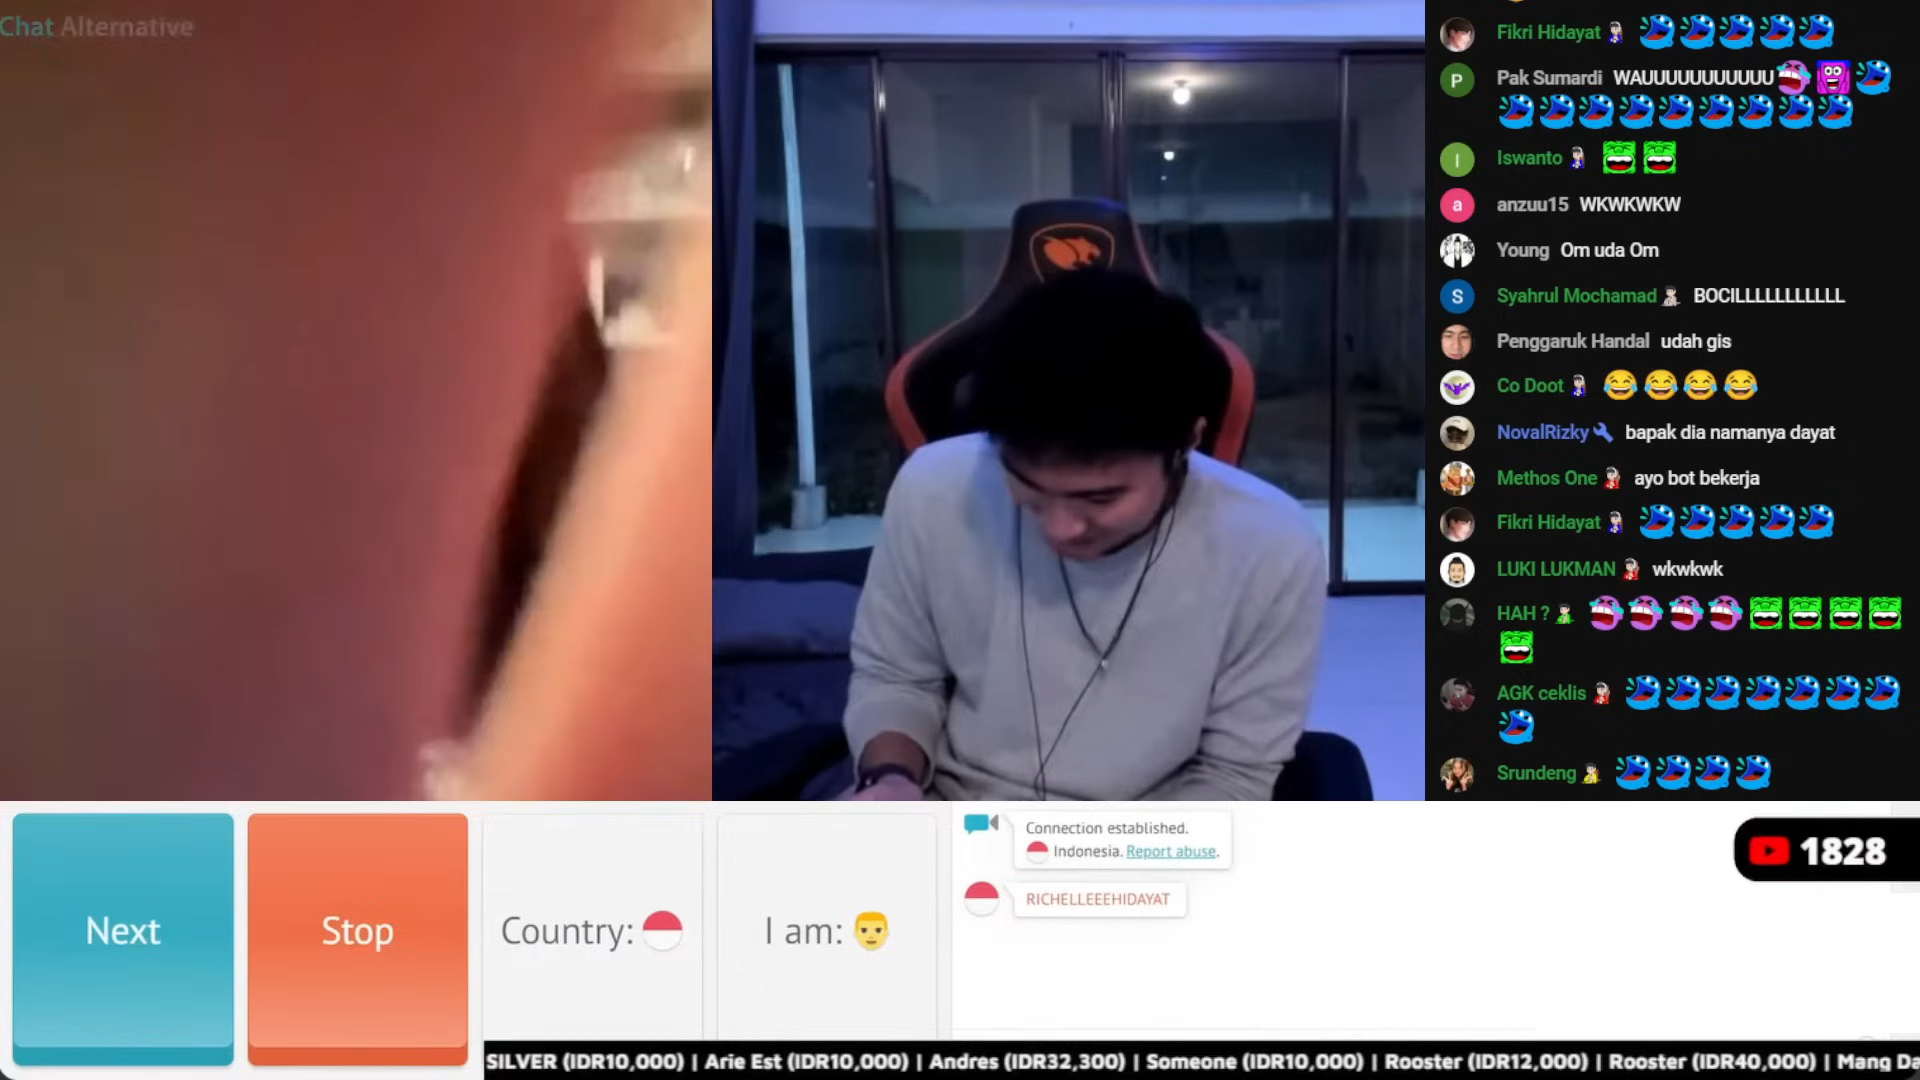 Chat Alternative
Fikri Hidayat
Pak Sumardi WAUUUUUUUUUUU
Iswanto
anzuu15 WKWKWKW
Young Om uda Om
Syahrul Mochamad BOCILLLLLLLLLLL
Penggaruk Handal udah gis
Co Doot
NovalRizky bapak dia namanya dayat
Methos One ayo bot bekerja
Fikri Hidayat
LUKI LUKMAN wkwkwk
HAH ?
AGK ceklis
Srundeng
Next
Stop
Country:
I am:
Connection established.
Indonesia. Report abuse.
RICHELLEEEHIDAYAT
1828
SILVER (IDR10,000) | Arie Est (IDR10,000) | Andres (IDR32,300) | Someone (IDR10,000) | Rooster (IDR12,000) | Rooster (IDR40,000) | Mang Da